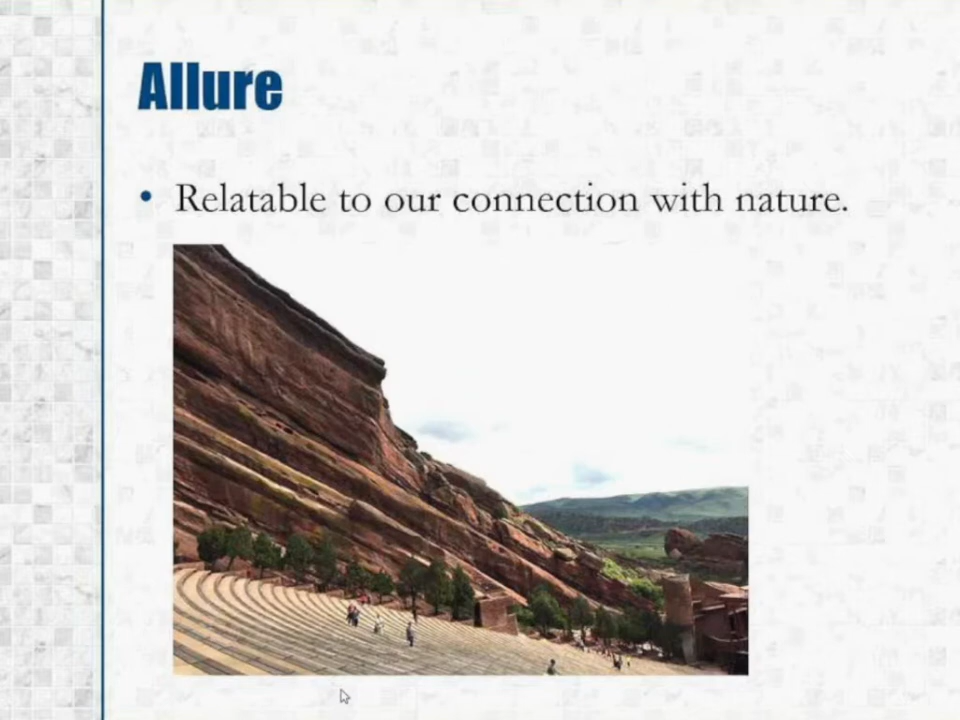 Allure
• Relatable to our connection with nature.